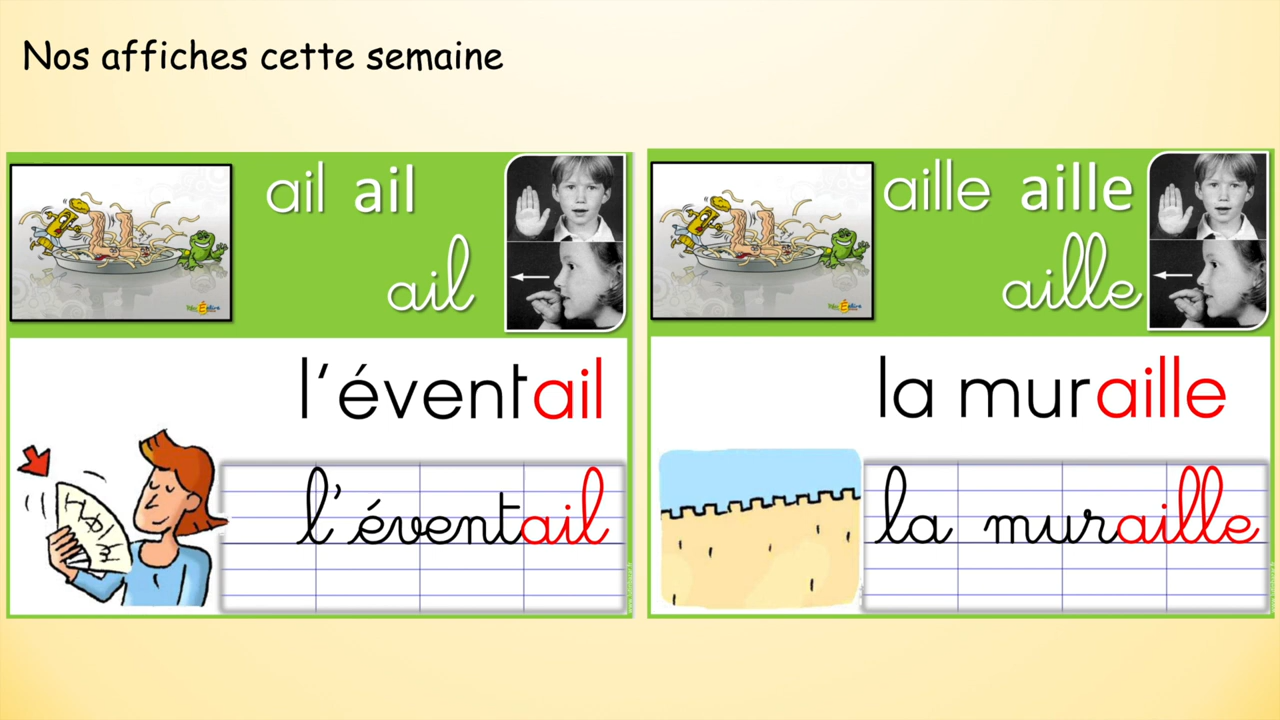 Nos affiches cette semaine
ail ail
ail
l'éventail
l'éventail
aille aille
aille
la muraille
la muraille